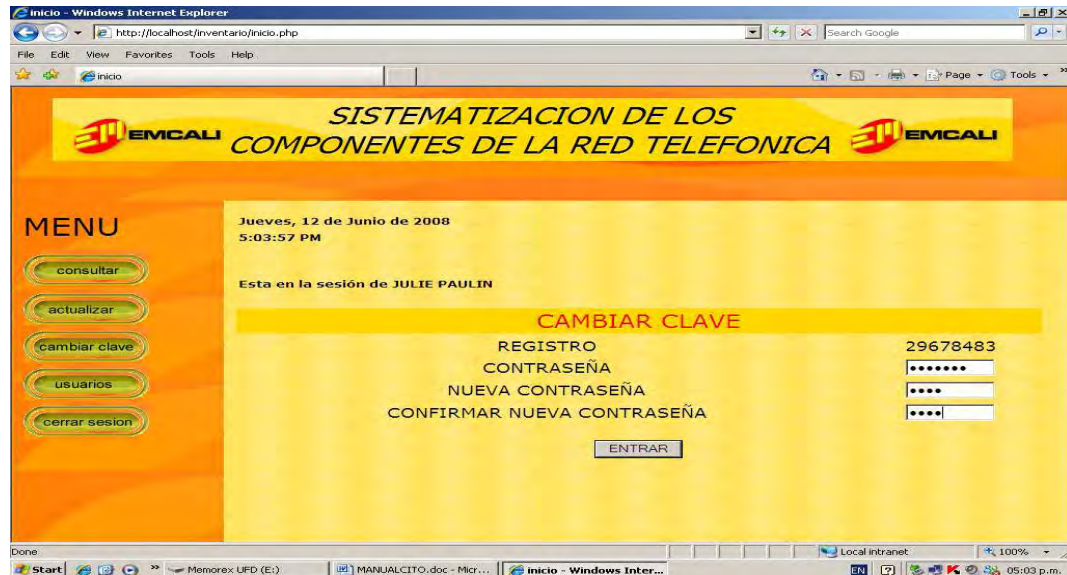 inicio - Windows Internet Explorer
http://localhost/inventario/inicio.php
Search Google
File Edit View Favorites Tools Help
inicio
Page Tools
EMCALI
SISTEMATIZACION DE LOS
COMPONENTES DE LA RED TELEFONICA
EMCALI
MENU
consultar
actualizar
cambiar clave
usuarios
cerrar sesion
Jueves, 12 de Junio de 2008
5:03:57 PM
Esta en la sesión de JULIE PAULIN
CAMBIAR CLAVE
REGISTRO 29678483
CONTRASEÑA •••••••
NUEVA CONTRASEÑA ••••
CONFIRMAR NUEVA CONTRASEÑA ••••
ENTRAR
Done Local intranet 100%
Start Memorex UFD (E:) MANUALCITO.doc - Micr... inicio - Windows Inter... EN 05:03 p.m.